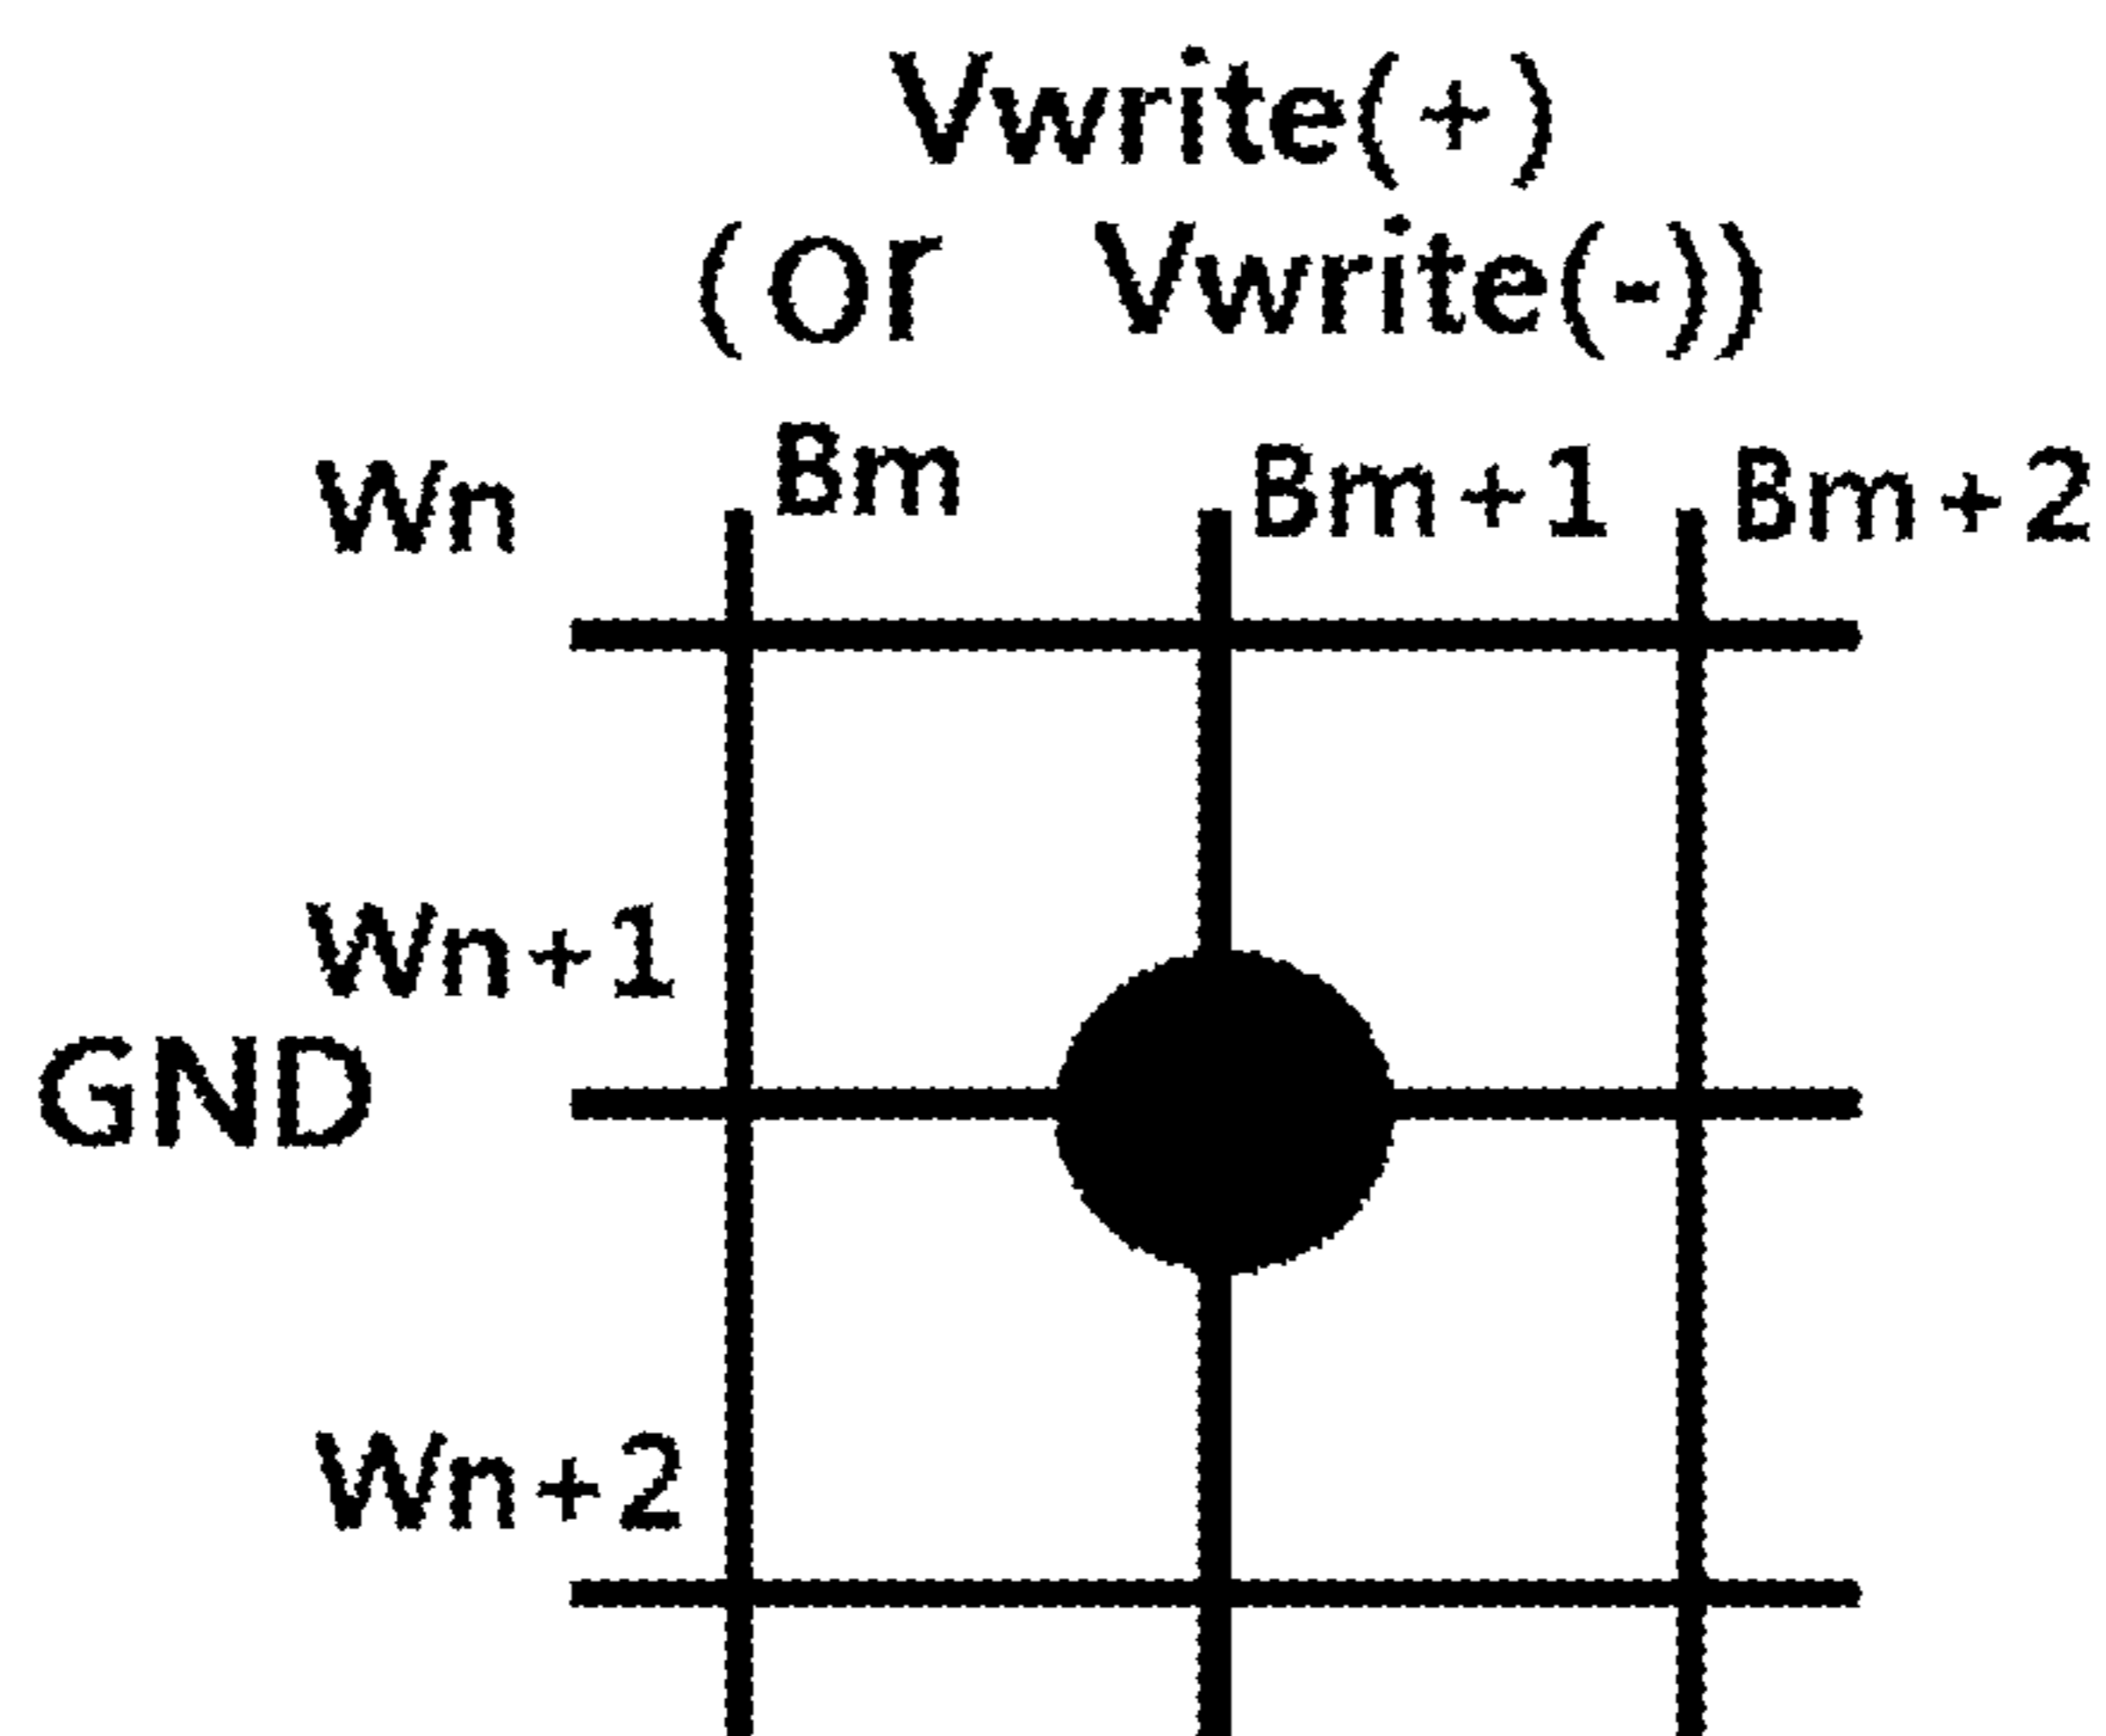 Vwrite(+)
(or Vwrite(-))
Wn Bm Bm+1 Bm+2
Wn+1
GND
Wn+2